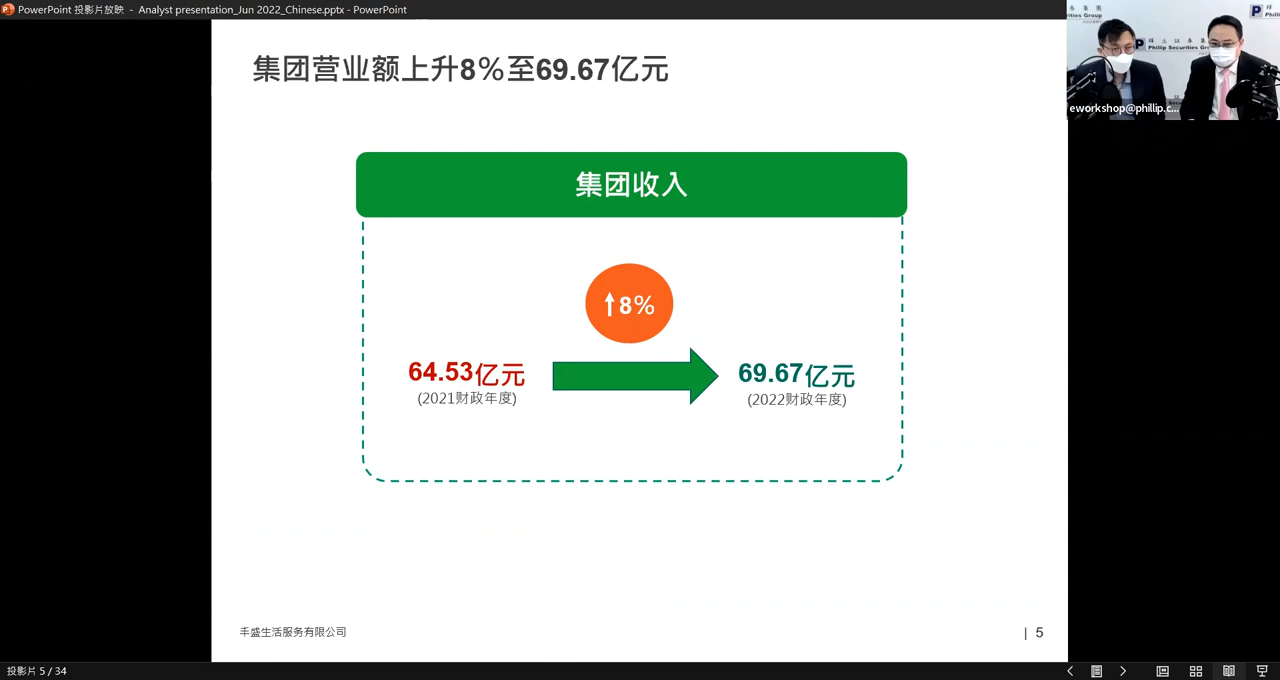 PowerPoint 投影片放映 - Analyst presentation_Jun 2022_Chinese.pptx - PowerPoint
集团营业额上升8%至69.67亿元
集团收入
8%
64.53亿元
(2021财政年度)
69.67亿元
(2022财政年度)
丰盛生活服务有限公司
| 5
Phillip Securities Gro
eworkshop@phillip.c...
投影片 5 / 34